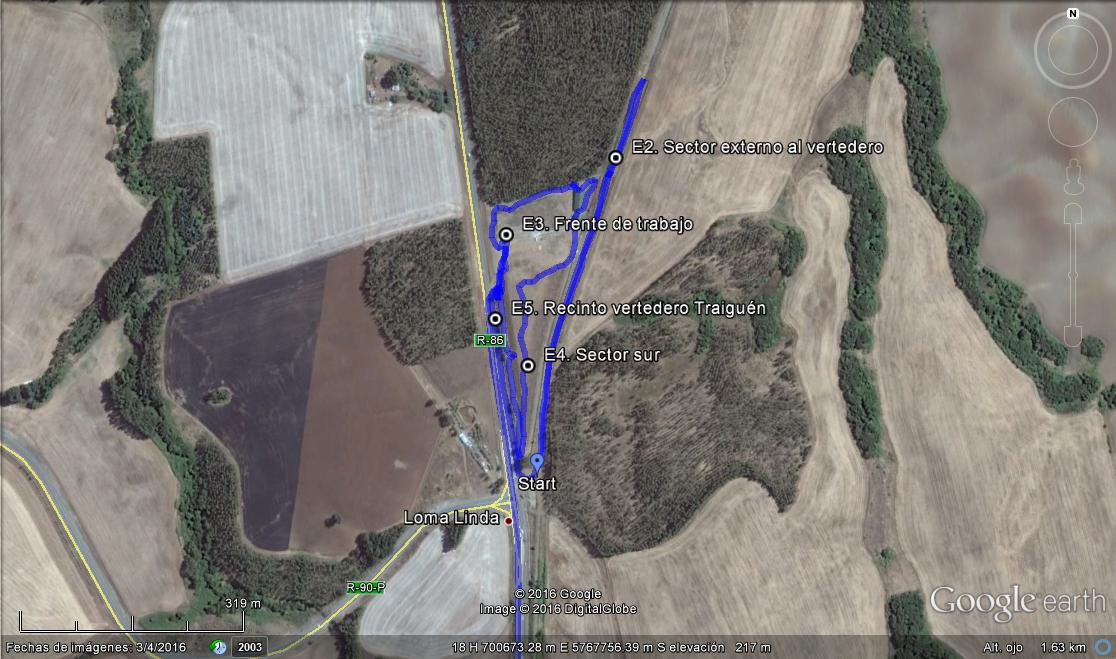 N
E2. Sector externo al vertedero
E3. Frente de trabajo
E5. Recinto vertedero Traiguén
R-86
E4. Sector sur
Start
Loma Linda
R-90-P
© 2016 Google
Image © 2016 DigitalGlobe
Google earth
319 m
Fechas de imágenes: 3/4/2016 2003 18 H 700673.28 m E 5767756.39 m S elevación 217 m Alt. ojo 1.63 km